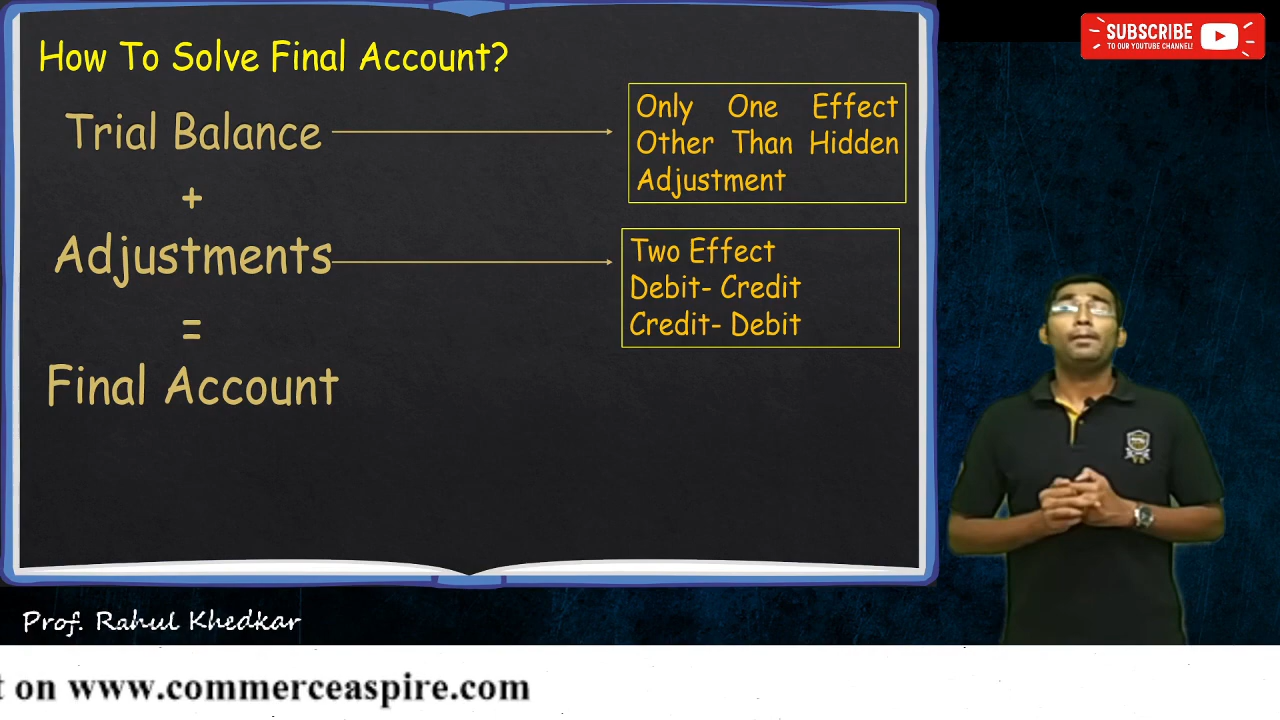 How To Solve Final Account?
Trial Balance
+
Adjustments
=
Final Account
Only One Effect
Other Than Hidden
Adjustment
Two Effect
Debit- Credit
Credit- Debit
SUBSCRIBE
TO OUR YOUTUBE CHANNEL!
Prof. Rahul Khedkar
t on www.commerceaspire.com